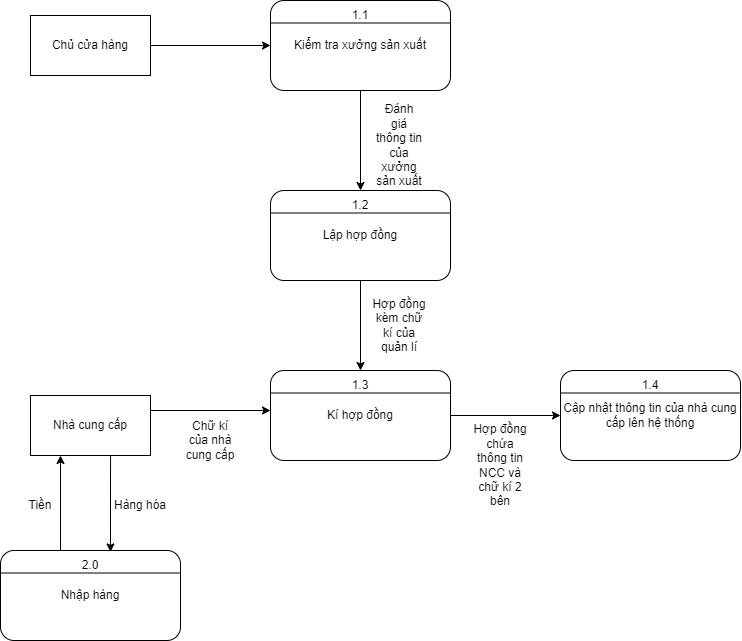 1.1
Chủ cửa hàng
Kiểm tra xưởng sản xuất
Đánh
giá
thông tin
của
xưởng
sản xuất
1.2
Lập hợp đồng
Hợp đồng
kèm chữ
kí của
quản lí
1.3
Kí hợp đồng
1.4
Cập nhật thông tin của nhà cung
cấp lên hệ thống
Nhà cung cấp
Chữ kí
của nhà
cung cấp
Hợp đồng
chứa
thông tin
NCC và
chữ kí 2
bên
Tiền
Hàng hóa
2.0
Nhập hàng